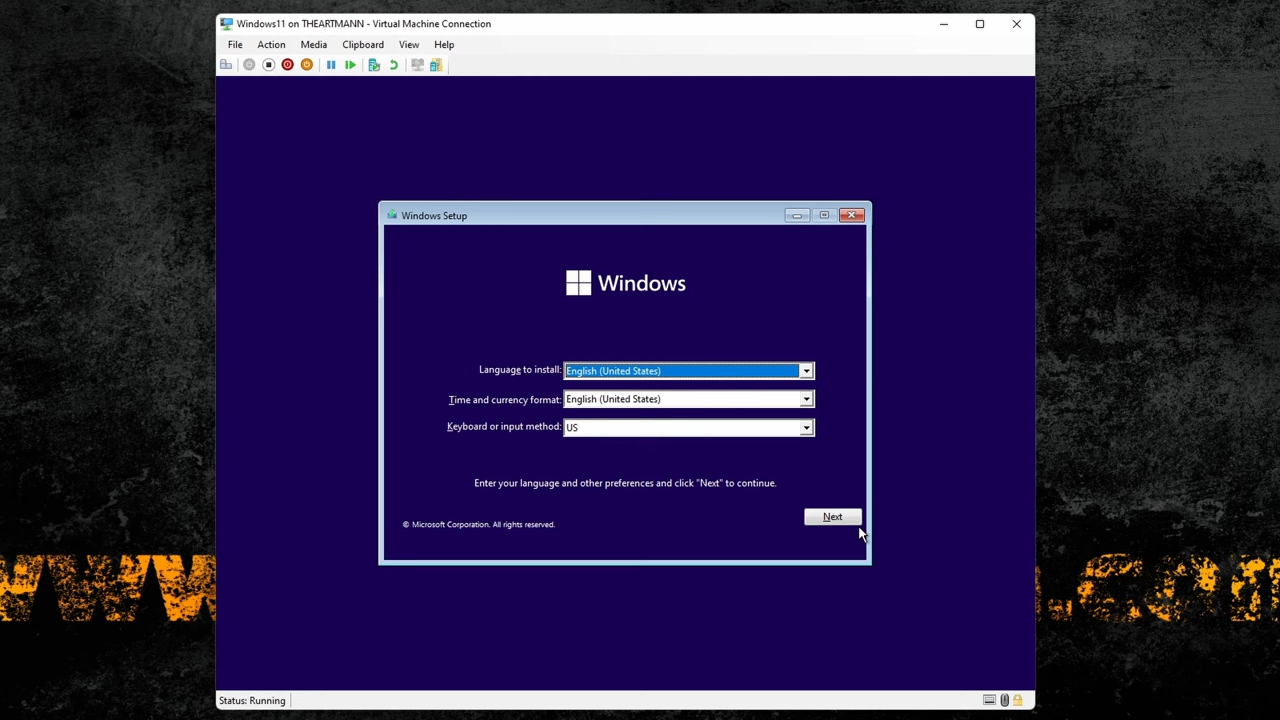 Windows11 on THEARTMANN - Virtual Machine Connection
File Action Media Clipboard View Help
Windows Setup
Windows
Language to install: English (United States)
Time and currency format: English (United States)
Keyboard or input method: US
Enter your language and other preferences and click "Next" to continue.
Next
© Microsoft Corporation. All rights reserved.
www .com
Status: Running